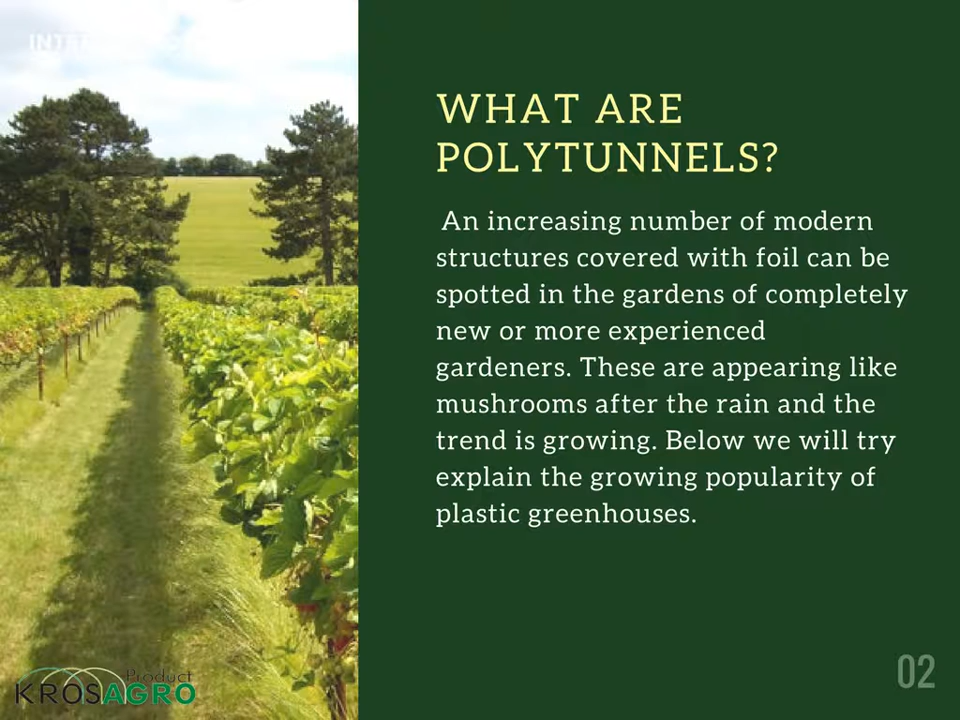 WHAT ARE
POLYTUNNELS?
An increasing number of modern
structures covered with foil can be
spotted in the gardens of completely
new or more experienced
gardeners. These are appearing like
mushrooms after the rain and the
trend is growing. Below we will try
explain the growing popularity of
plastic greenhouses.
Product
KROSAGRO
02